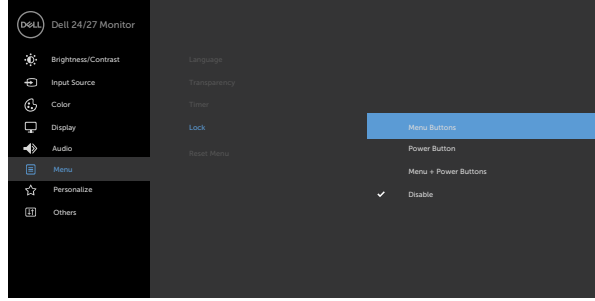 DELL Dell 24/27 Monitor
Brightness/Contrast
Input Source
Color
Display
Audio
Menu
Personalize
Others
Language
Transparency
Timer
Lock
Reset Menu
Menu Buttons
Power Button
Menu + Power Buttons
Disable